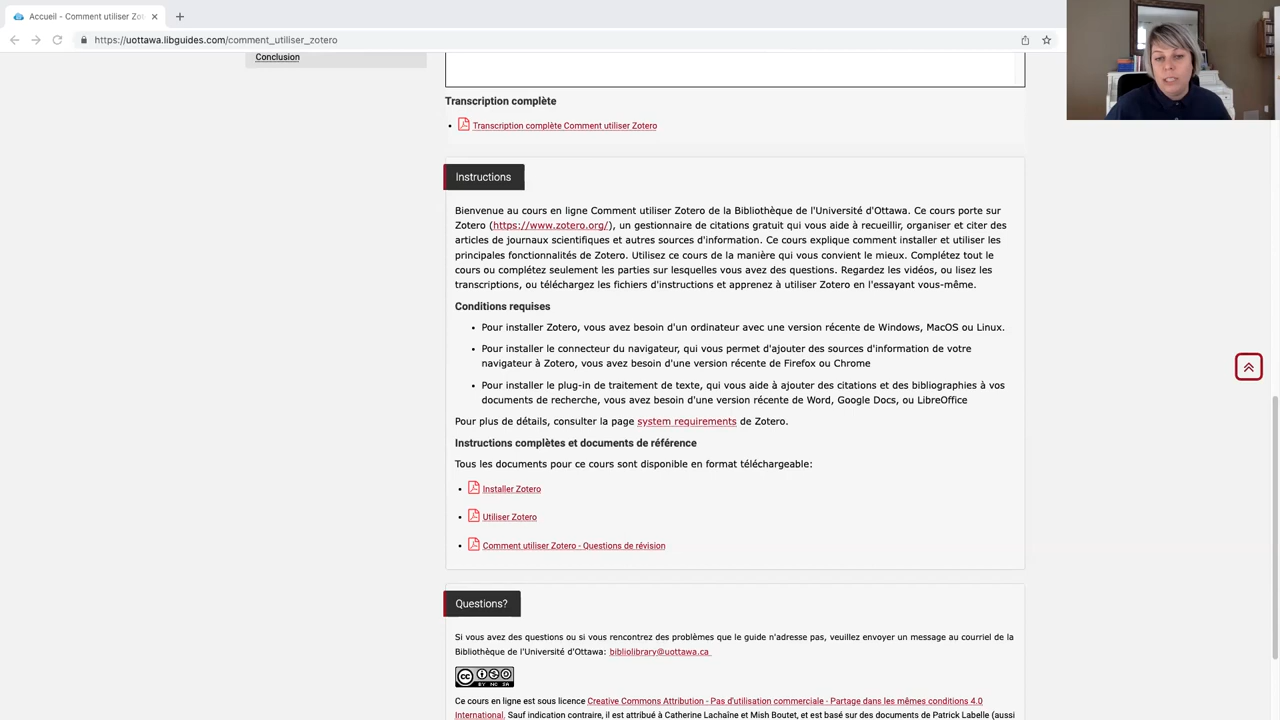 Accueil - Comment utiliser Zot
https://uottawa.libguides.com/comment_utiliser_zotero
Conclusion
Transcription complète
Transcription complète Comment utiliser Zotero
Instructions
Bienvenue au cours en ligne Comment utiliser Zotero de la Bibliothèque de l'Université d'Ottawa. Ce cours porte sur
Zotero (https://www.zotero.org/), un gestionnaire de citations gratuit qui vous aide à recueillir, organiser et citer des
articles de journaux scientifiques et autres sources d'information. Ce cours explique comment installer et utiliser les
principales fonctionnalités de Zotero. Utilisez ce cours de la manière qui vous convient le mieux. Complétez tout le
cours ou complétez seulement les parties sur lesquelles vous avez des questions. Regardez les vidéos, ou lisez les
transcriptions, ou téléchargez les fichiers d'instructions et apprenez à utiliser Zotero en l'essayant vous-même.
Conditions requises
Pour installer Zotero, vous avez besoin d'un ordinateur avec une version récente de Windows, MacOS ou Linux.
Pour installer le connecteur du navigateur, qui vous permet d'ajouter des sources d'information de votre
navigateur à Zotero, vous avez besoin d'une version récente de Firefox ou Chrome
Pour installer le plug-in de traitement de texte, qui vous aide à ajouter des citations et des bibliographies à vos
documents de recherche, vous avez besoin d'une version récente de Word, Google Docs, ou LibreOffice
Pour plus de détails, consulter la page system requirements de Zotero.
Instructions complètes et documents de référence
Tous les documents pour ce cours sont disponible en format téléchargeable:
Installer Zotero
Utiliser Zotero
Comment utiliser Zotero - Questions de révision
Questions?
Si vous avez des questions ou si vous rencontrez des problèmes que le guide n'adresse pas, veuillez envoyer un message au courriel de la
Bibliothèque de l'Université d'Ottawa: bibliolibrary@uottawa.ca
cc BY NC SA
Ce cours en ligne est sous licence Creative Commons Attribution - Pas d'utilisation commerciale - Partage dans les mêmes conditions 4.0
International. Sauf indication contraire, il est attribué à Catherine Lachaîne et Mish Boutet, et est basé sur des documents de Patrick Labelle (aussi